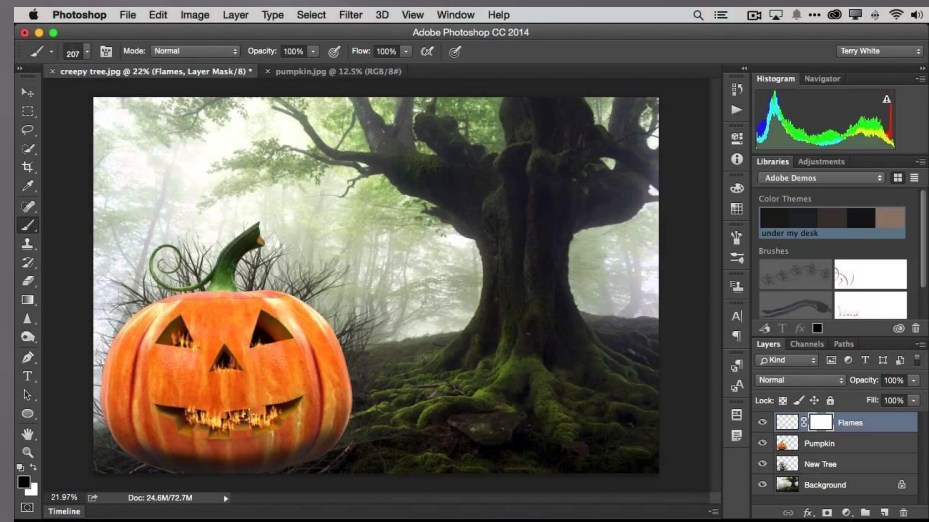 Photoshop File Edit Image Layer Type Select Filter 3D View Window Help
Adobe Photoshop CC 2014
207 Mode: Normal Opacity: 100% Flow: 100% Terry White
× creepy tree.jpg @ 22% (Flames, Layer Mask/8) * × pumpkin.jpg @ 12.5% (RGB/8#)
Histogram Navigator
Libraries Adjustments
Adobe Demos
Color Themes
under my desk
Brushes
Layers Channels Paths
Kind
Normal Opacity: 100%
Lock: Fill: 100%
Flames
Pumpkin
New Tree
Background
21.97% Doc: 24.6M/72.7M
Timeline